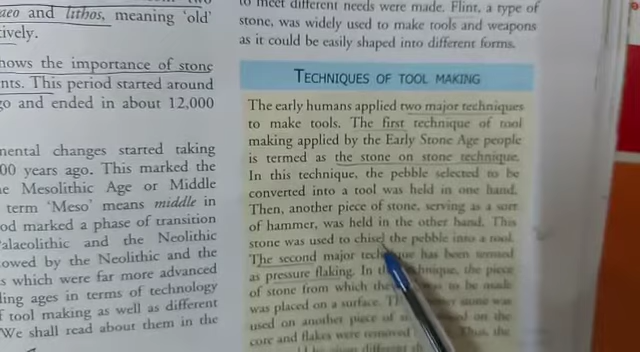 aeo and lithos, meaning 'old'
tively.
hows the importance of stone
nts. This period started around
go and ended in about 12,000
mental changes started taking
00 years ago. This marked the
e Mesolithic Age or Middle
term 'Meso' means middle in
od marked a phase of transition
alaeolithic and the Neolithic
owed by the Neolithic and the
s which were far more advanced
ling ages in terms of technology
f tool making as well as different
We shall read about them in the
to meet different needs were made. Flint, a type of
stone, was widely used to make tools and weapons
as it could be easily shaped into different forms.
TECHNIQUES OF TOOL MAKING
The early humans applied two major techniques
to make tools. The first technique of tool
making applied by the Early Stone Age people
is termed as the stone on stone technique.
In this technique, the pebble selected to be
converted into a tool was held in one hand.
Then, another piece of stone, serving as a sort
of hammer, was held in the other hand. This
stone was used to chisel the pebble into a tool.
The second major technique has been termed
as pressure flaking. In chnique, the piece
of stone from which the to be made
was placed on a surface. stone was
used on another piece of on the
core and flakes were removed Thus, the